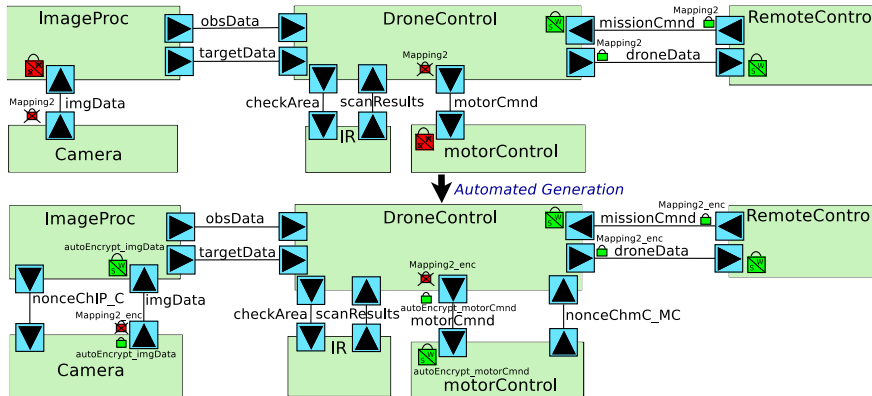 ImageProc
obsData
DroneControl
missionCmnd
Mapping2
RemoteControl
S W
targetData
Mapping2
droneData
S W
Mapping2
Mapping2
imgData
checkArea
scanResults
motorCmnd
Camera
IR
motorControl
Automated Generation
ImageProc
obsData
DroneControl
missionCmnd
Mapping2_enc
RemoteControl
S W
autoEncrypt_imgData
targetData
Mapping2_enc
droneData
S W
S W
Mapping2_enc
nonceChIP_C
imgData
Mapping2_enc
checkArea
scanResults
autoEncrypt_motorCmnd
motorCmnd
nonceChmC_MC
autoEncrypt_imgData
Camera
IR
S W
autoEncrypt_motorCmnd
motorControl